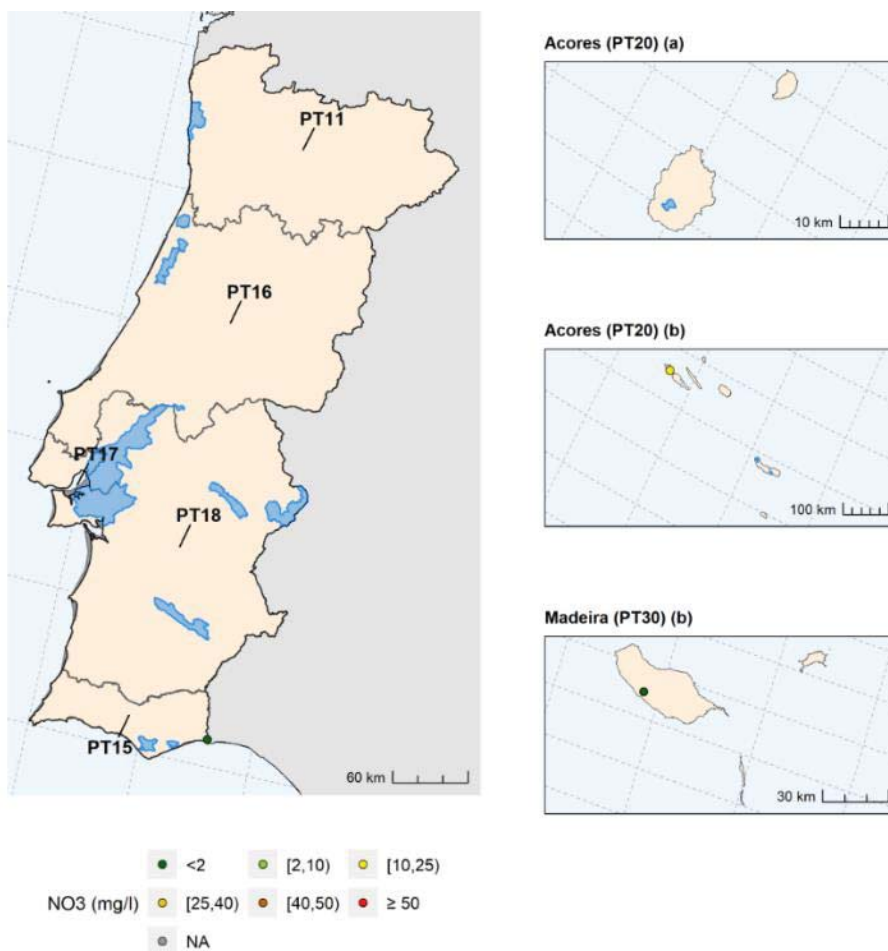 PT11
PT16
PT17
PT18
PT15
60 km
Acores (PT20) (a)
10 km
Acores (PT20) (b)
100 km
Madeira (PT30) (b)
30 km
NO3 (mg/l)
<2
[2,10)
[10,25)
[25,40)
[40,50)
≥ 50
NA